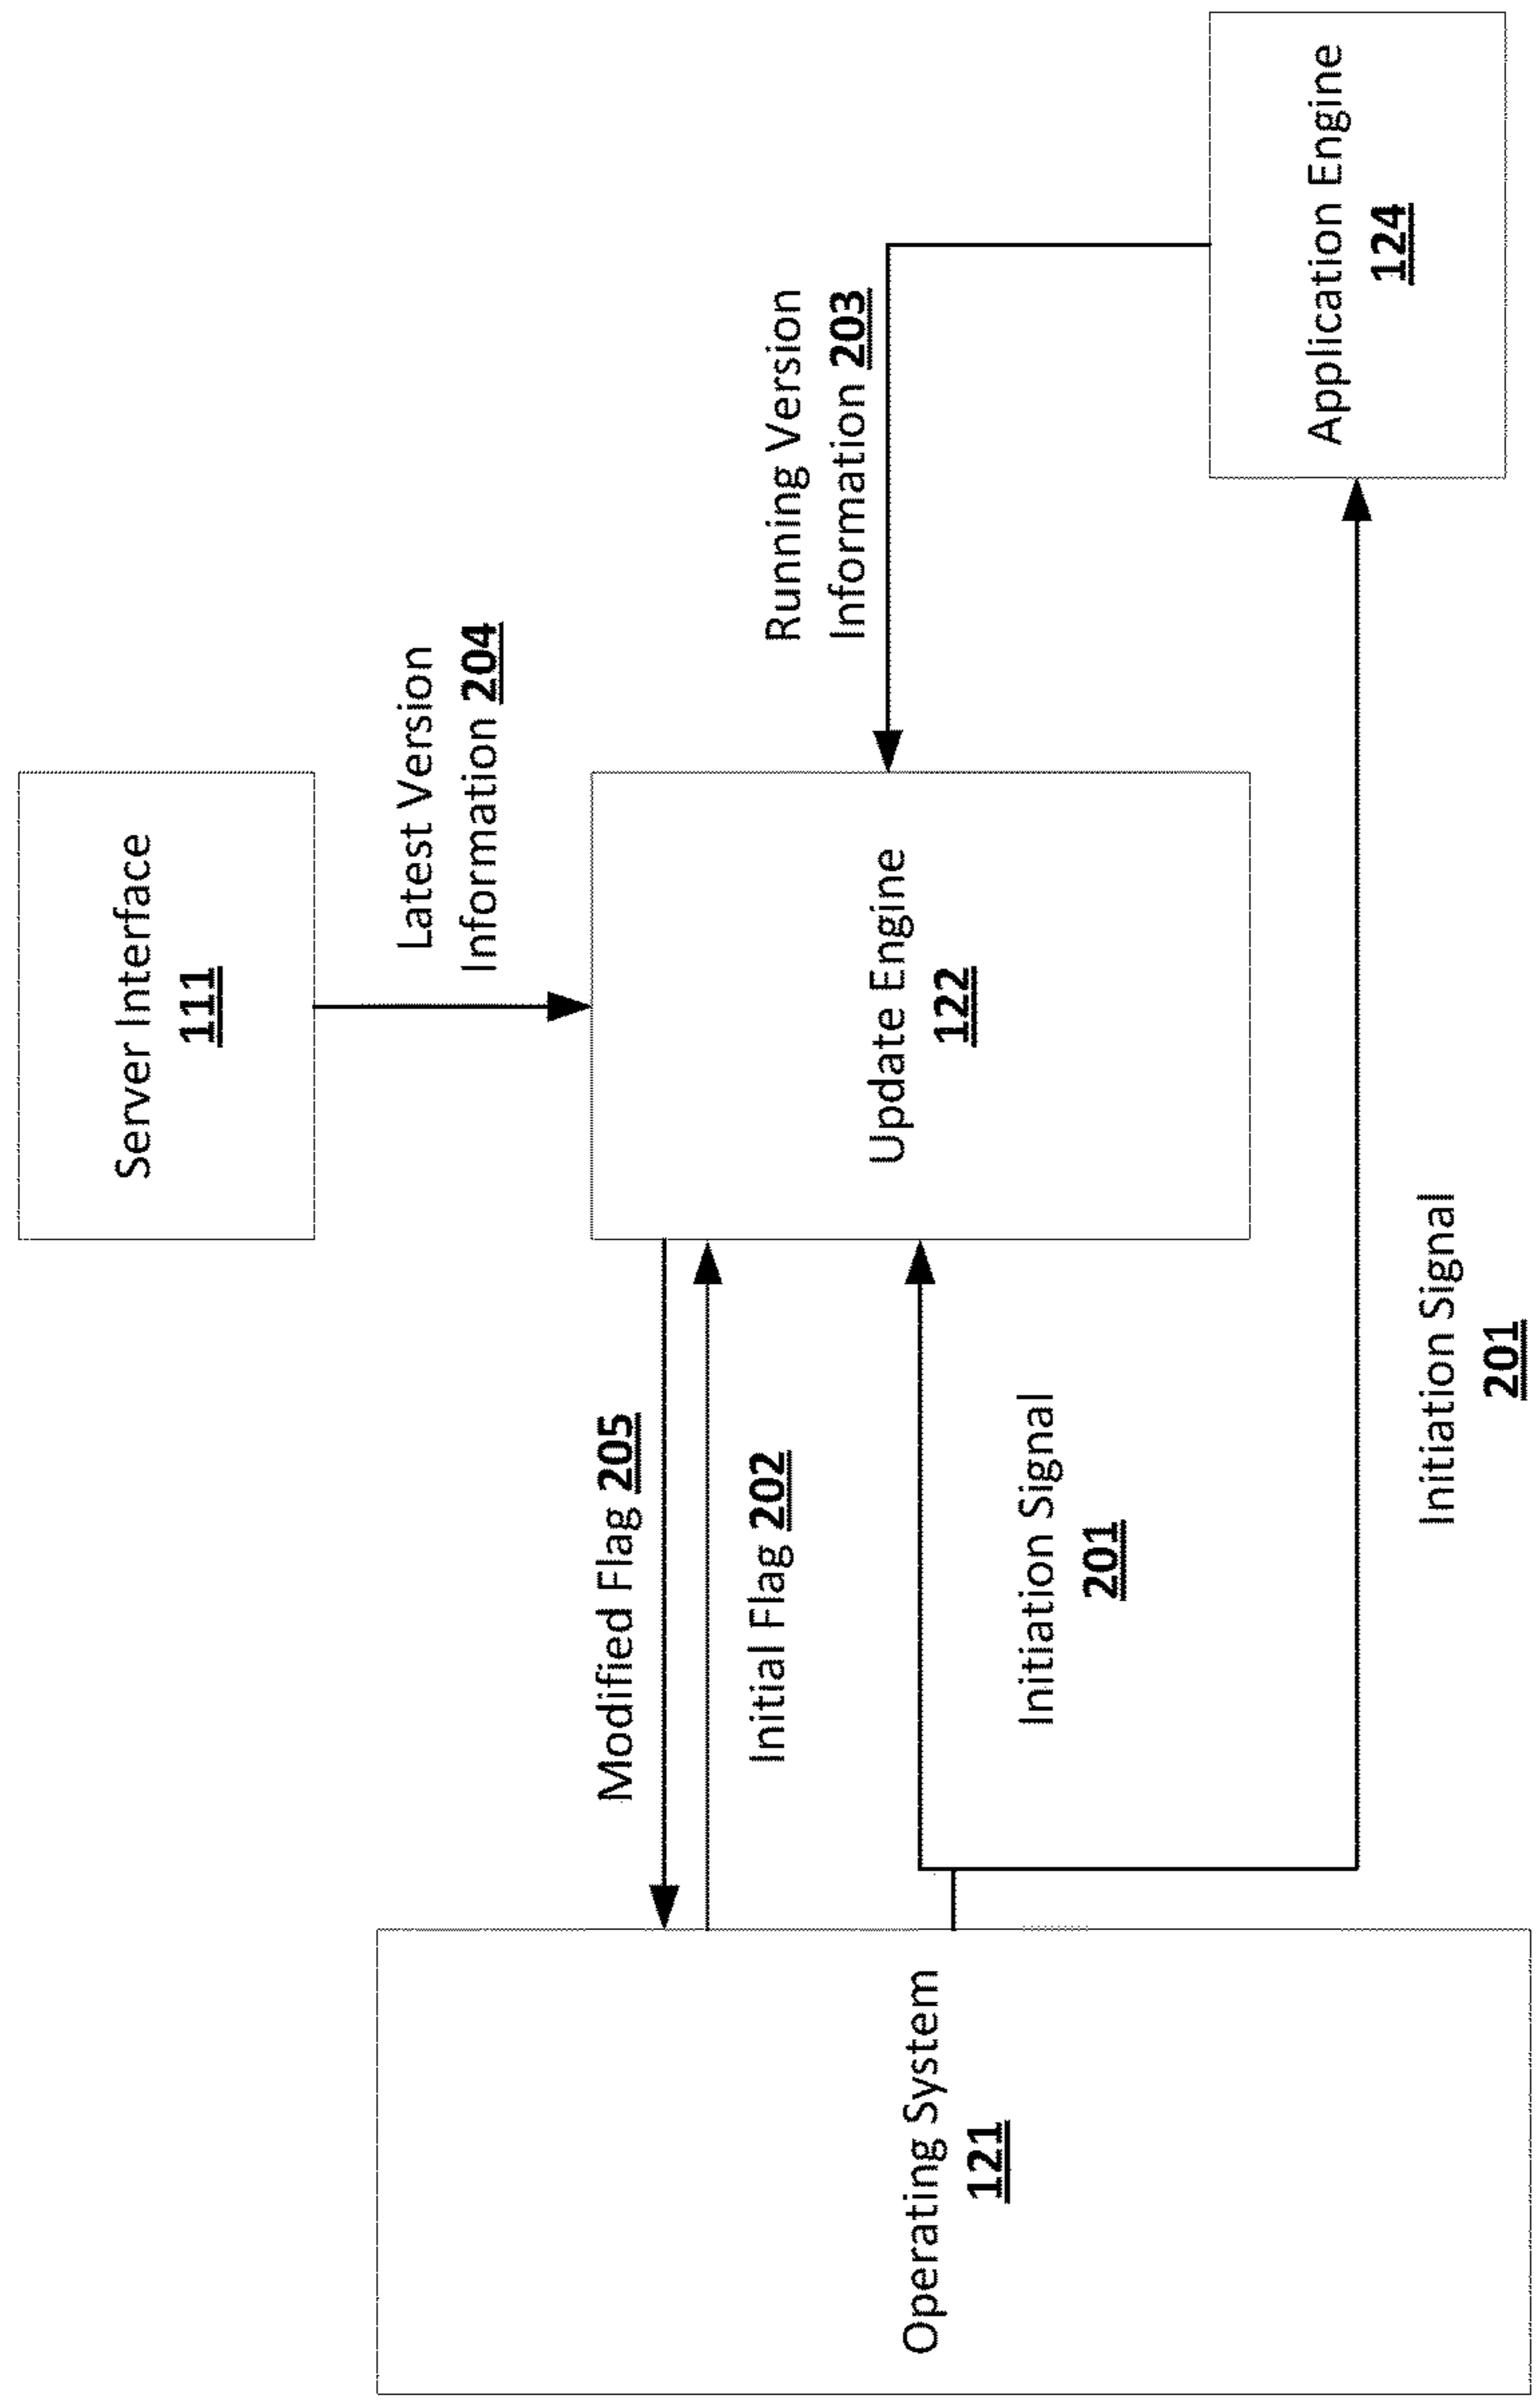 Server Interface
111
Latest Version
Information 204
Modified Flag 205
Initial Flag 202
Running Version
Information 203
Update Engine
122
Operating System
121
Initiation Signal
201
Application Engine
124
Initiation Signal
201